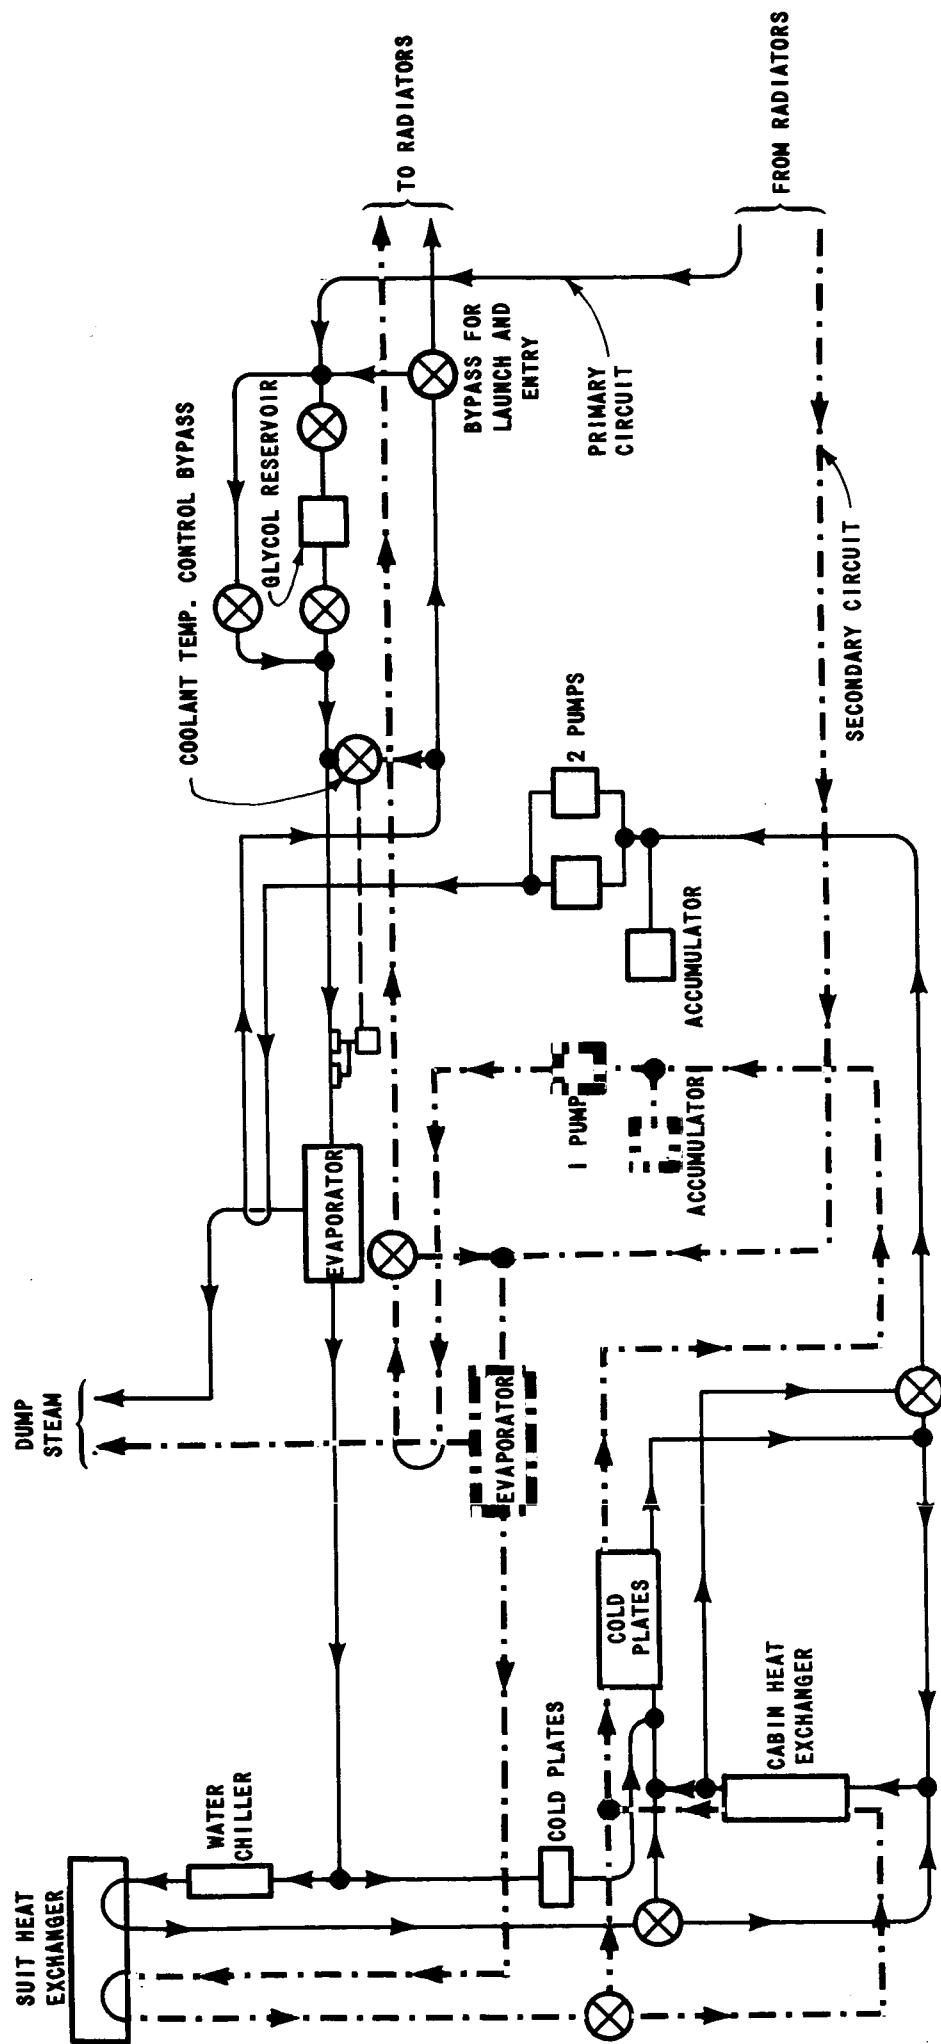 SUIT HEAT
EXCHANGER
WATER
CHILLER
COLD PLATES
CABIN HEAT
EXCHANGER
COLD
PLATES
DUMP
STEAM
EVAPORATOR
EVAPORATOR
1 PUMP
ACCUMULATOR
ACCUMULATOR
2 PUMPS
COOLANT TEMP. CONTROL BYPASS
GLYCOL RESERVOIR
BYPASS FOR
LAUNCH AND
ENTRY
PRIMARY
CIRCUIT
SECONDARY CIRCUIT
TO RADIATORS
FROM RADIATORS